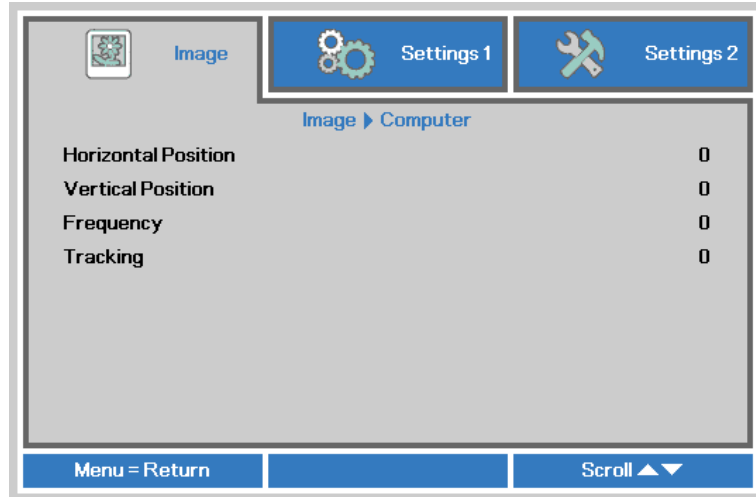 Image Settings 1 Settings 2
Image ▶ Computer
Horizontal Position 0
Vertical Position 0
Frequency 0
Tracking 0
Menu = Return Scroll ▲▼